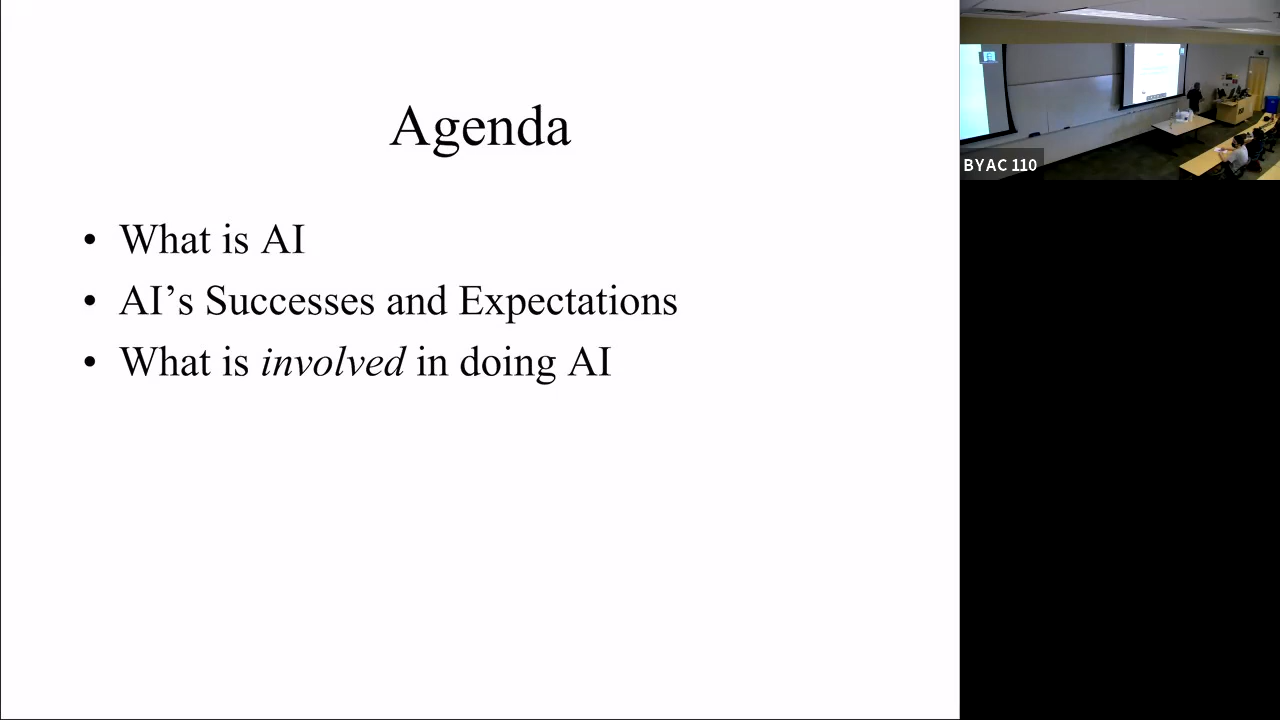 Agenda
• What is AI
• AI’s Successes and Expectations
• What is involved in doing AI
BYAC 110